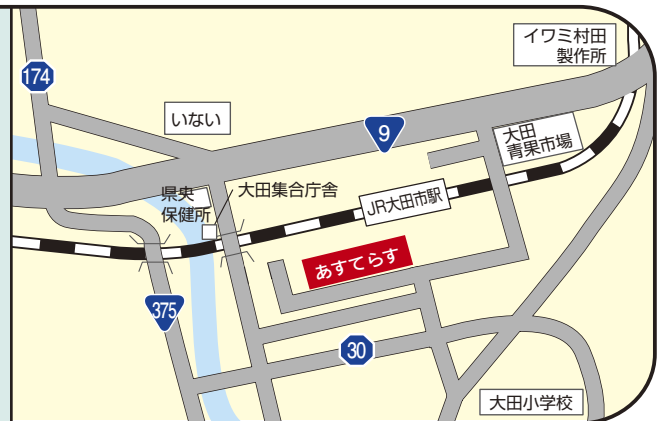 イワミ村田
製作所
174
いない
9
大田
青果市場
県央
保健所
大田集合庁舎
JR大田市駅
あすてらす
375
30
大田小学校